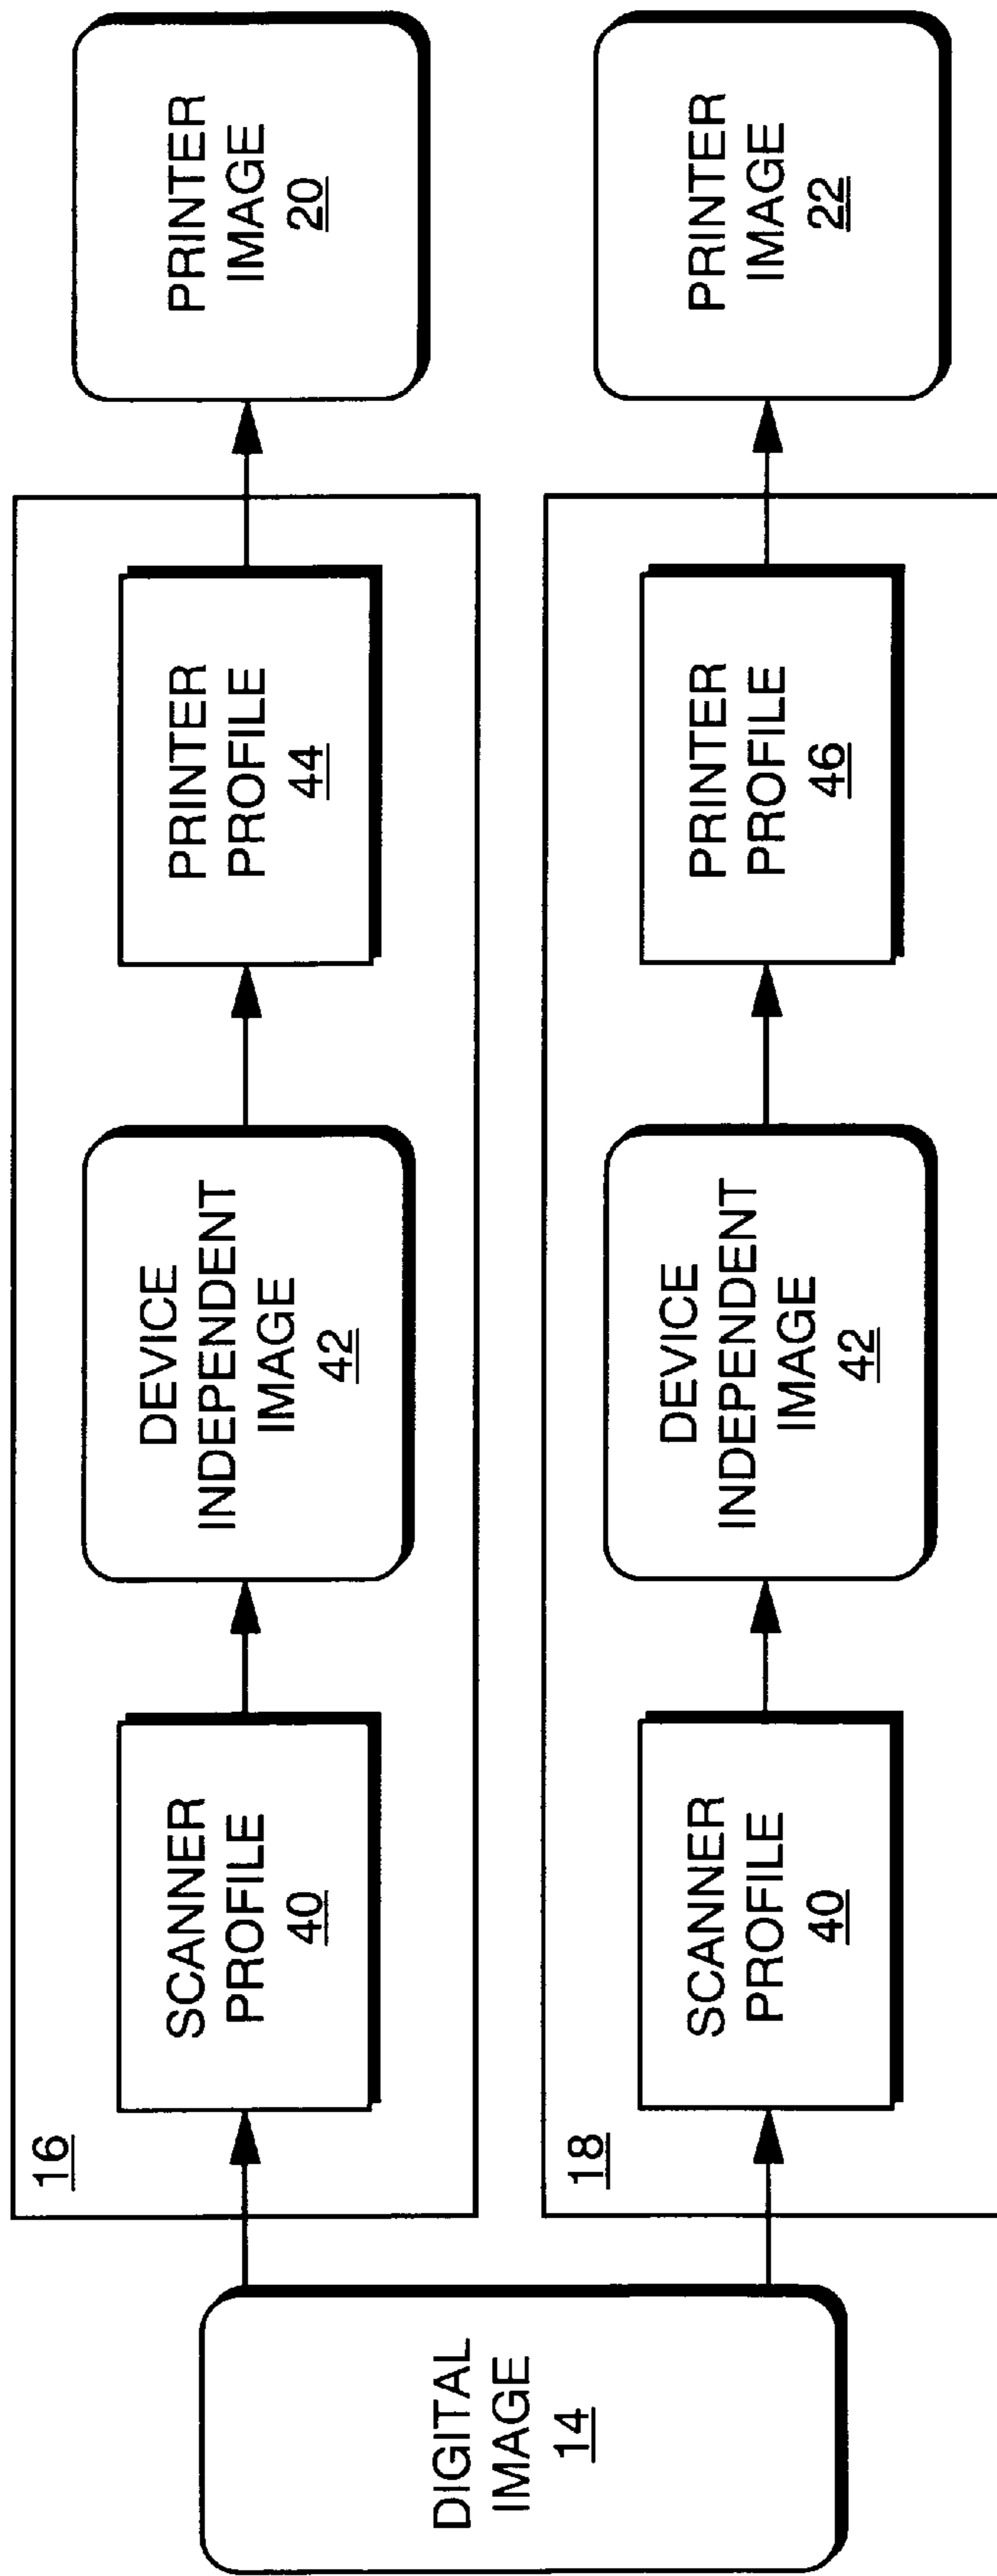 DIGITAL
IMAGE
14
16
SCANNER
PROFILE
40
DEVICE
INDEPENDENT
IMAGE
42
PRINTER
PROFILE
44
PRINTER
IMAGE
20
18
SCANNER
PROFILE
40
DEVICE
INDEPENDENT
IMAGE
42
PRINTER
PROFILE
46
PRINTER
IMAGE
22